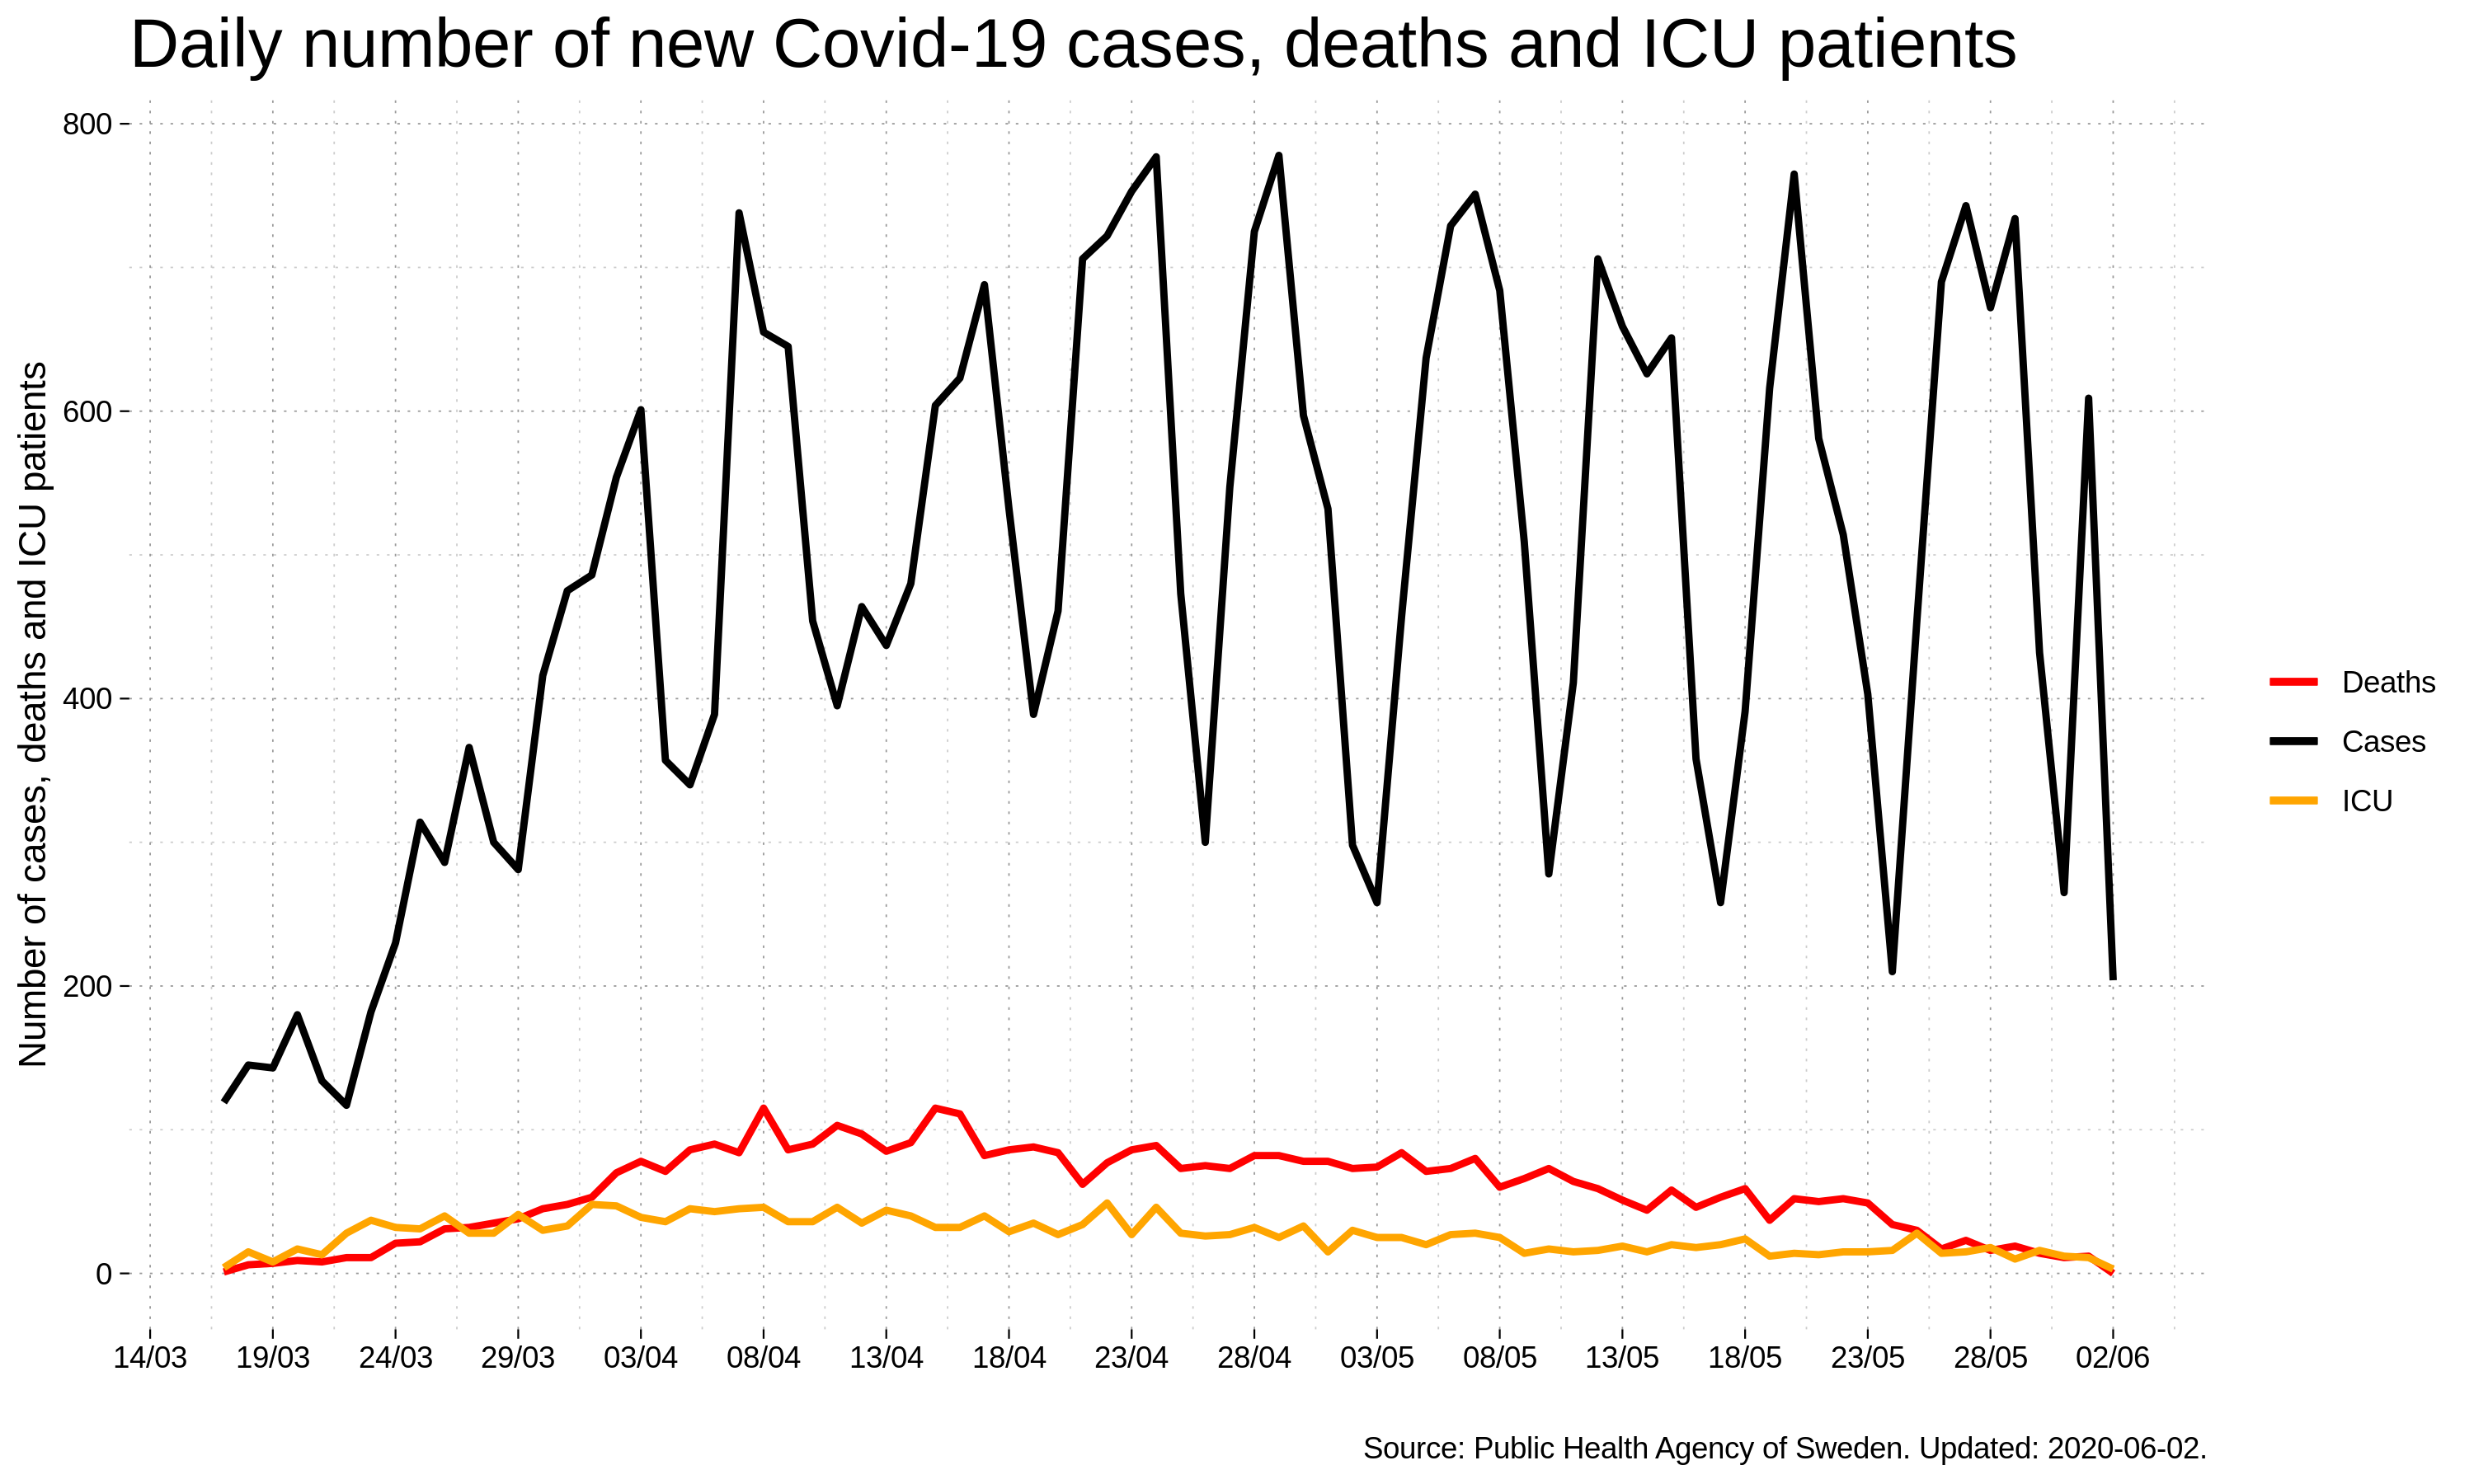 Daily number of new Covid-19 cases, deaths and ICU patients
Number of cases, deaths and ICU patients
800
600
400
200
0
14/03 19/03 24/03 29/03 03/04 08/04 13/04 18/04 23/04 28/04 03/05 08/05 13/05 18/05 23/05 28/05 02/06
Deaths
Cases
ICU
Source: Public Health Agency of Sweden. Updated: 2020-06-02.